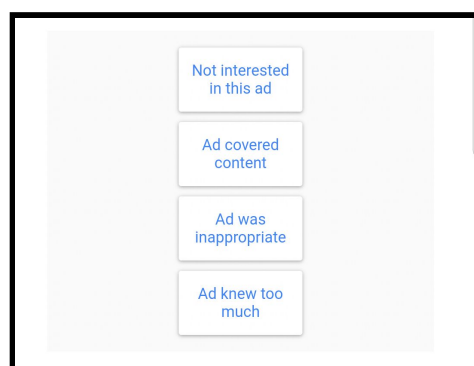 Not interested
in this ad
Ad covered
content
Ad was
inappropriate
Ad knew too
much